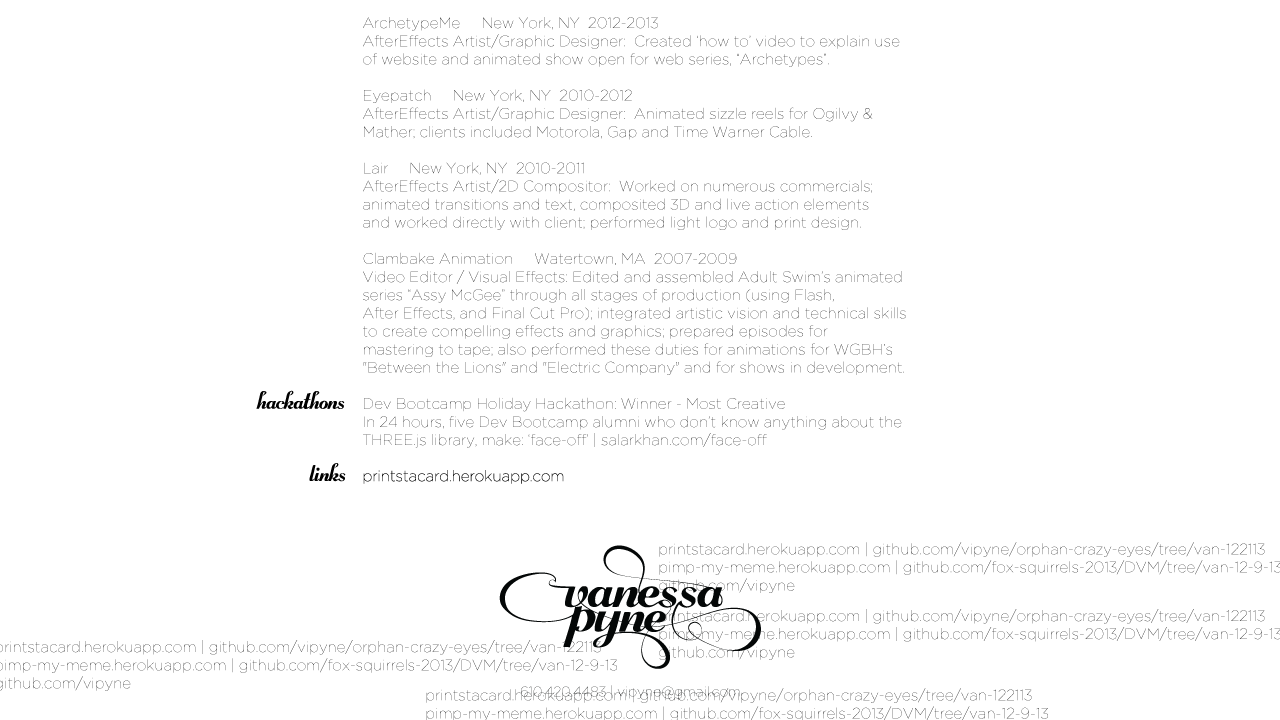 ArchetypeMe New York, NY 2012-2013
AfterEffects Artist/Graphic Designer: Created 'how to' video to explain use
of website and animated show open for web series, "Archetypes".
Eyepatch New York, NY 2010-2012
AfterEffects Artist/Graphic Designer: Animated sizzle reels for Ogilvy &
Mather; clients included Motorola, Gap and Time Warner Cable.
Lair New York, NY 2010-2011
AfterEffects Artist/2D Compositor: Worked on numerous commercials;
animated transitions and text, composited 3D and live action elements
and worked directly with client; performed light logo and print design.
Clambake Animation Watertown, MA 2007-2009
Video Editor / Visual Effects: Edited and assembled Adult Swim's animated
series "Assy McGee" through all stages of production (using Flash,
After Effects, and Final Cut Pro); integrated artistic vision and technical skills
to create compelling effects and graphics; prepared episodes for
mastering to tape; also performed these duties for animations for WGBH's
"Between the Lions" and "Electric Company" and for shows in development.
hackathons Dev Bootcamp Holiday Hackathon: Winner - Most Creative
In 24 hours, five Dev Bootcamp alumni who don't know anything about the
THREE.js library, make: 'face-off' | salarkhan.com/face-off
links printstacard.herokuapp.com
printstacard.herokuapp.com | github.com/vipyne/orphan-crazy-eyes/tree/van-122113
pimp-my-meme.herokuapp.com | github.com/fox-squirrels-2013/DVM/tree/van-12-9-13
github.com/vipyne
vanessa
pyne
printstacard.herokuapp.com | github.com/vipyne/orphan-crazy-eyes/tree/van-122113
pimp-my-meme.herokuapp.com | github.com/fox-squirrels-2013/DVM/tree/van-12-9-13
github.com/vipyne
printstacard.herokuapp.com | github.com/vipyne/orphan-crazy-eyes/tree/van-122113
pimp-my-meme.herokuapp.com | github.com/fox-squirrels-2013/DVM/tree/van-12-9-13
github.com/vipyne
610.420.4483 | vipyne@gmail.com
printstacard.herokuapp.com | github.com/vipyne/orphan-crazy-eyes/tree/van-122113
pimp-my-meme.herokuapp.com | github.com/fox-squirrels-2013/DVM/tree/van-12-9-13